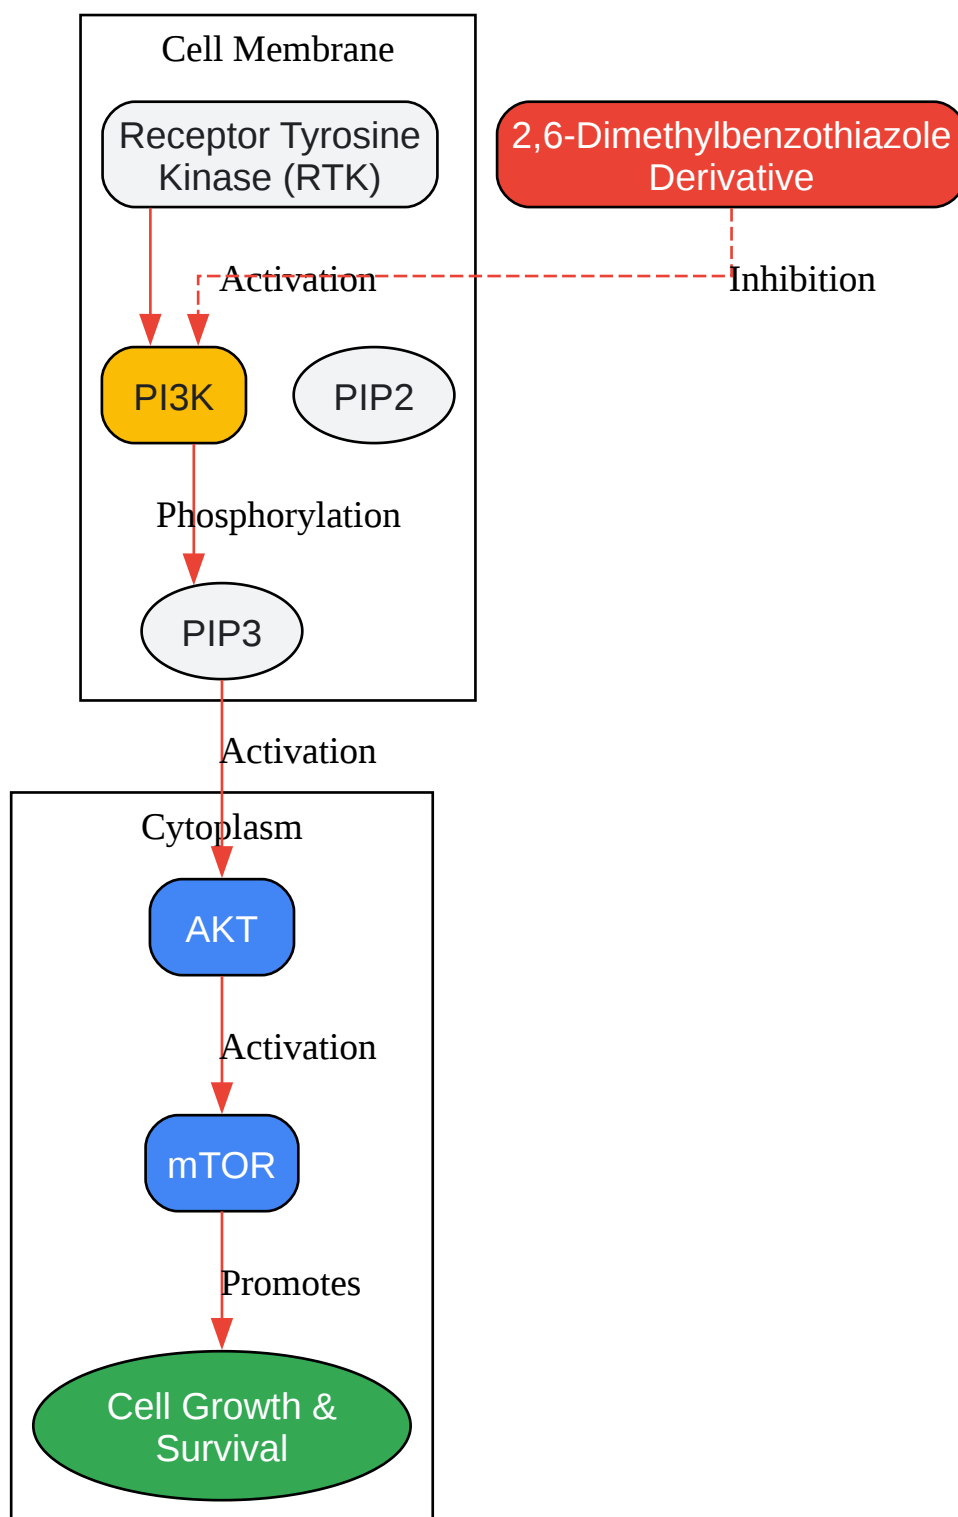 Cell Membrane
Receptor Tyrosine
Kinase (RTK)
2,6-Dimethylbenzothiazole
Derivative
Activation
Inhibition
PI3K
PIP2
Phosphorylation
PIP3
Activation
Cytoplasm
AKT
Activation
mTOR
Promotes
Cell Growth &
Survival